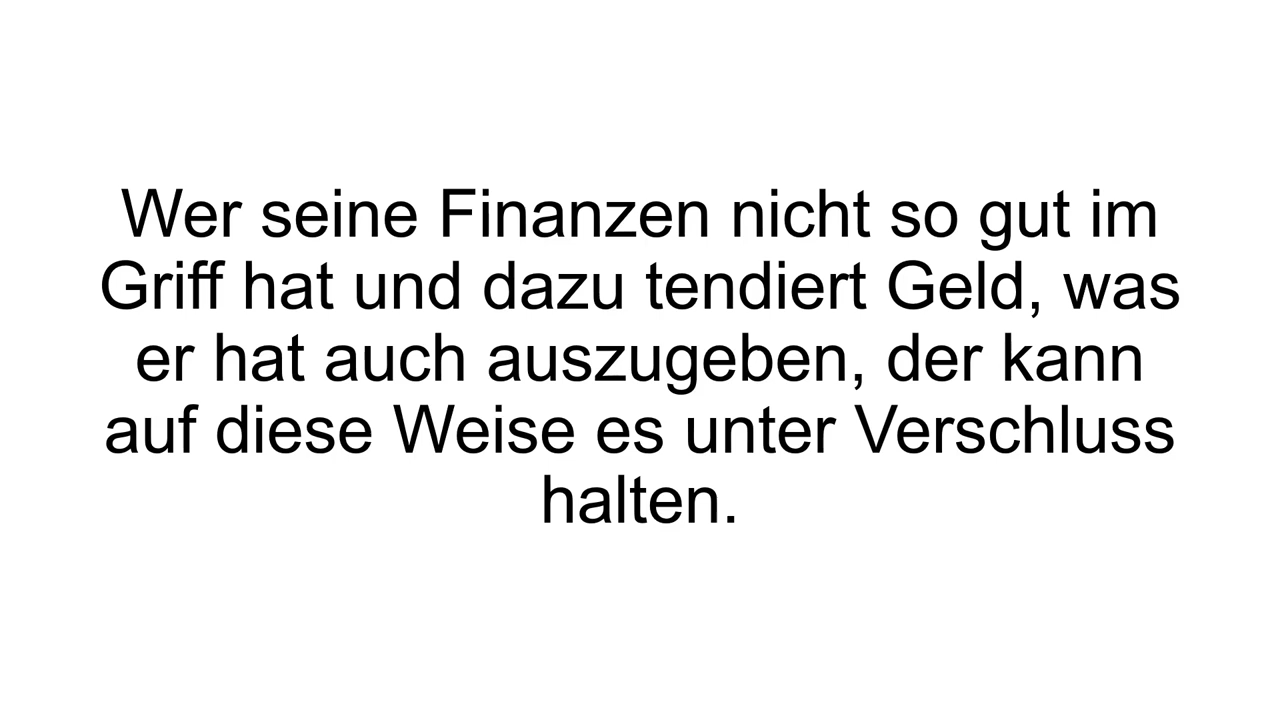 Wer seine Finanzen nicht so gut im
Griff hat und dazu tendiert Geld, was
er hat auch auszugeben, der kann
auf diese Weise es unter Verschluss
halten.